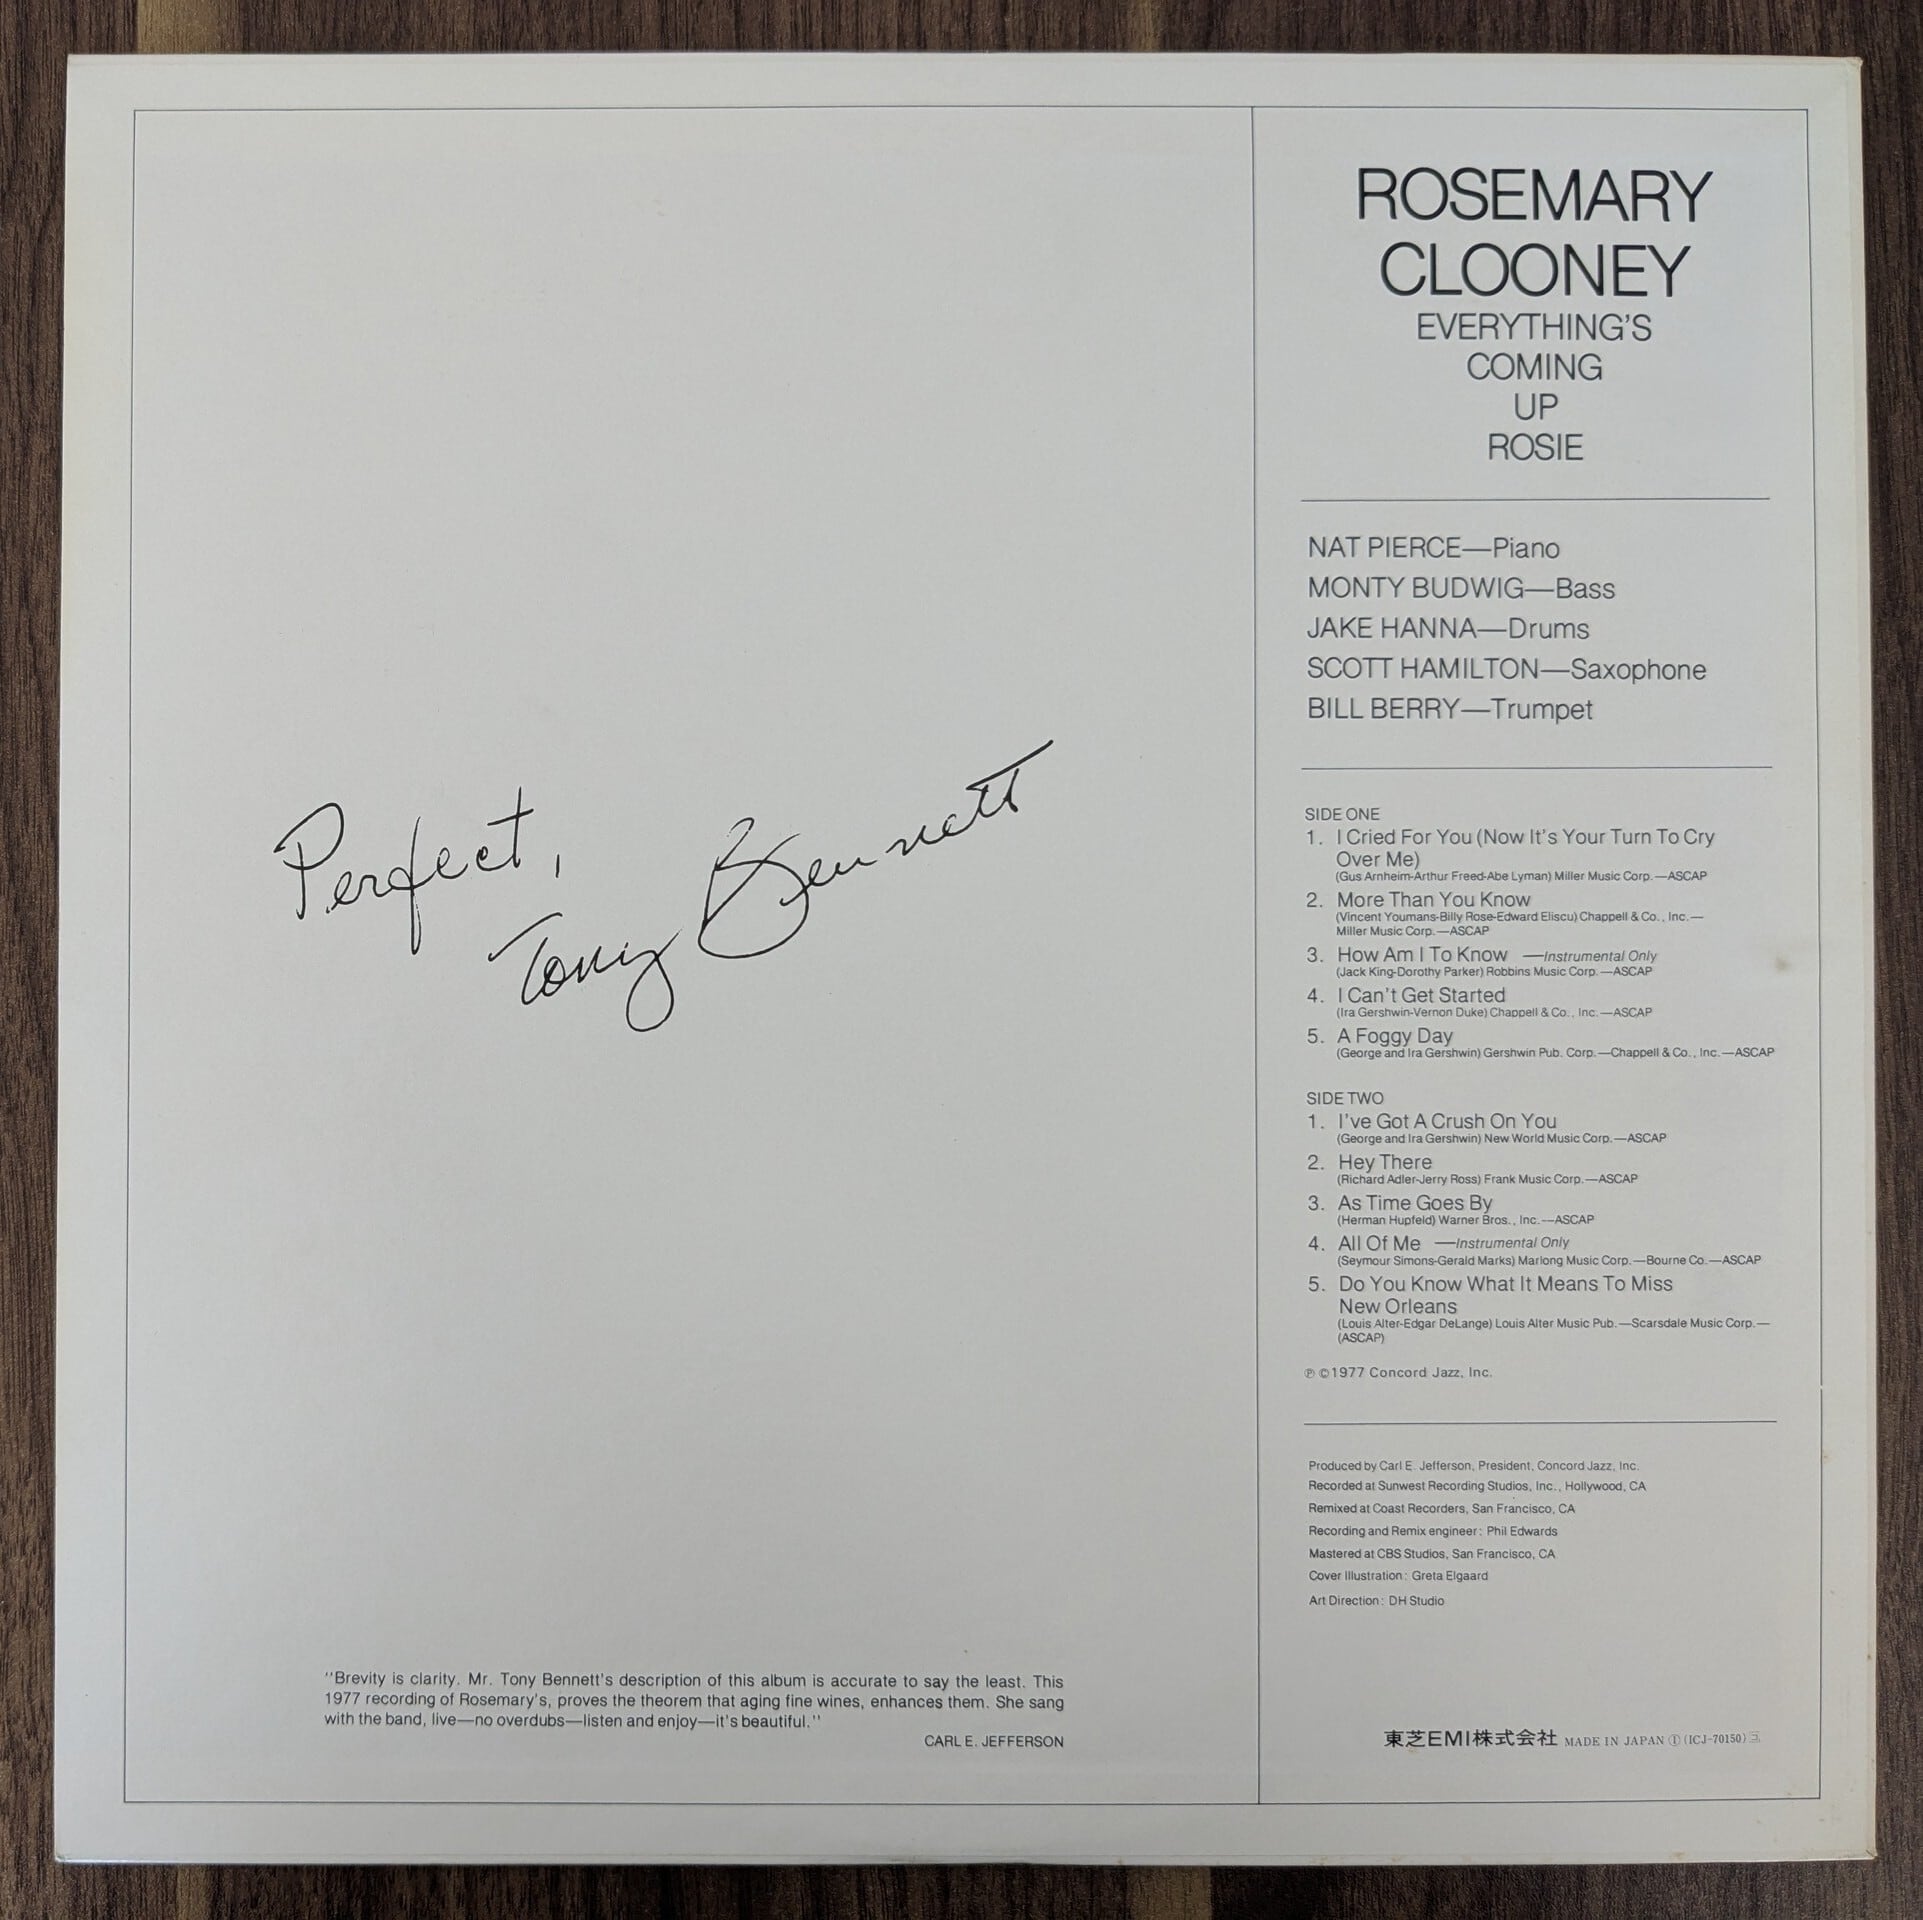 Perfect,
Tony Bennett
"Brevity is clarity. Mr. Tony Bennett's description of this album is accurate to say the least. This
1977 recording of Rosemary's, proves the theorem that aging fine wines, enhances them. She sang
with the band, live—no overdubs—listen and enjoy—it's beautiful."
CARL E. JEFFERSON
ROSEMARY
CLOONEY
EVERYTHING'S
COMING
UP
ROSIE
NAT PIERCE—Piano
MONTY BUDWIG—Bass
JAKE HANNA—Drums
SCOTT HAMILTON—Saxophone
BILL BERRY—Trumpet
SIDE ONE
1. I Cried For You (Now It's Your Turn To Cry
Over Me)
(Gus Arnheim-Arthur Freed-Abe Lyman) Miller Music Corp.—ASCAP
2. More Than You Know
(Vincent Youmans-Billy Rose-Edward Eliscu) Chappell & Co., Inc.—
Miller Music Corp.—ASCAP
3. How Am I To Know —Instrumental Only
(Jack King-Dorothy Parker) Robbins Music Corp.—ASCAP
4. I Can't Get Started
(Ira Gershwin-Vernon Duke) Chappell & Co., Inc.—ASCAP
5. A Foggy Day
(George and Ira Gershwin) Gershwin Pub. Corp.—Chappell & Co., Inc.—ASCAP
SIDE TWO
1. I've Got A Crush On You
(George and Ira Gershwin) New World Music Corp.—ASCAP
2. Hey There
(Richard Adler-Jerry Ross) Frank Music Corp.—ASCAP
3. As Time Goes By
(Herman Hupfeld) Warner Bros., Inc.—ASCAP
4. All Of Me —Instrumental Only
(Seymour Simons-Gerald Marks) Marlong Music Corp.—Bourne Co.—ASCAP
5. Do You Know What It Means To Miss
New Orleans
(Louis Alter-Edgar DeLange) Louis Alter Music Pub.—Scarsdale Music Corp.—
(ASCAP)
℗ ©1977 Concord Jazz, Inc.
Produced by Carl E. Jefferson, President, Concord Jazz, Inc.
Recorded at Sunwest Recording Studios, Inc., Hollywood, CA
Remixed at Coast Recorders, San Francisco, CA
Recording and Remix engineer: Phil Edwards
Mastered at CBS Studios, San Francisco, CA
Cover Illustration: Greta Elgaard
Art Direction: DH Studio
東芝EMI株式会社 MADE IN JAPAN ① (ICJ-70150)